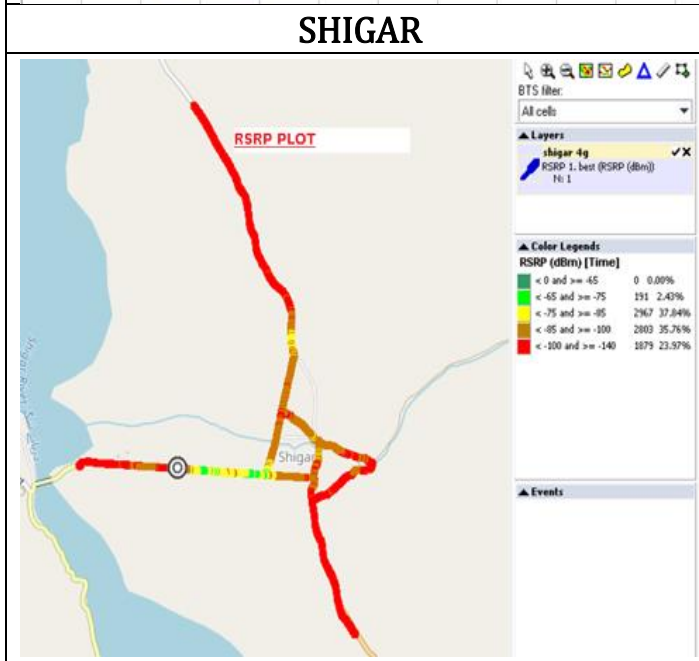 SHIGAR
RSRP PLOT
Shigar
BTS filter:
All cells
Layers
shigar 4g
RSRP 1. best (RSRP (dBm))
N: 1
Color Legends
RSRP (dBm) [Time]
< 0 and >= -65 0 0.00%
< -65 and >= -75 191 2.43%
< -75 and >= -85 2967 37.84%
< -85 and >= -100 2803 35.76%
< -100 and >= -140 1879 23.97%
Events